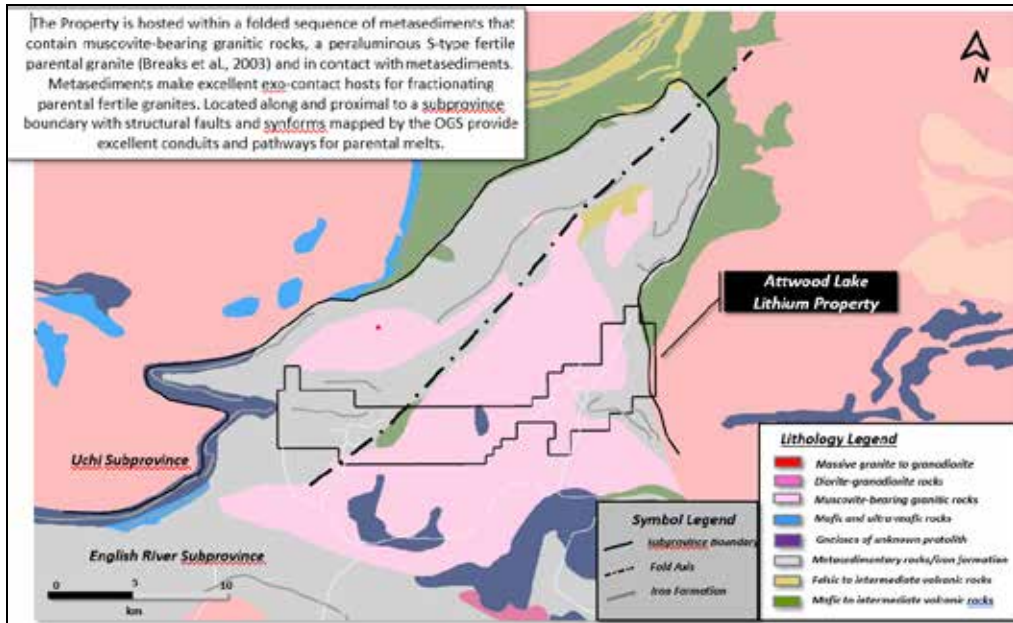 The Property is hosted within a folded sequence of metasediments that
contain muscovite-bearing granitic rocks, a peraluminous S-type fertile
parental granite (Breaks et al., 2003) and in contact with metasediments.
Metasediments make excellent exo-contact hosts for fractionating
parental fertile granites. Located along and proximal to a subprovince
boundary with structural faults and synforms mapped by the OGS provide
excellent conduits and pathways for parental melts.
N
Attwood Lake
Lithium Property
Uchi Subprovince
English River Subprovince
0 5 10
km
Symbol Legend
Subprovince Boundary
Fold Axis
Iron Formation
Lithology Legend
Massive granite to granodiorite
Diorite-granodiorite rocks
Muscovite-bearing granitic rocks
Mafic and ultramafic rocks
Gneisses of unknown protolith
Metasedimentary rocks/iron formation
Felsic to intermediate volcanic rocks
Mafic to intermediate volcanic rocks